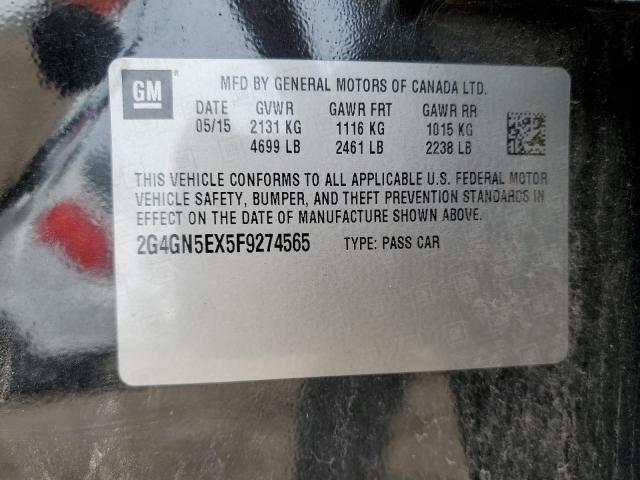 GM
MFD BY GENERAL MOTORS OF CANADA LTD.
DATE GVWR GAWR FRT GAWR RR
05/15 2131 KG 1116 KG 1015 KG
4699 LB 2461 LB 2238 LB
THIS VEHICLE CONFORMS TO ALL APPLICABLE U.S. FEDERAL MOTOR
VEHICLE SAFETY, BUMPER, AND THEFT PREVENTION STANDARDS IN
EFFECT ON THE DATE OF MANUFACTURE SHOWN ABOVE.
2G4GN5EX5F9274565 TYPE: PASS CAR